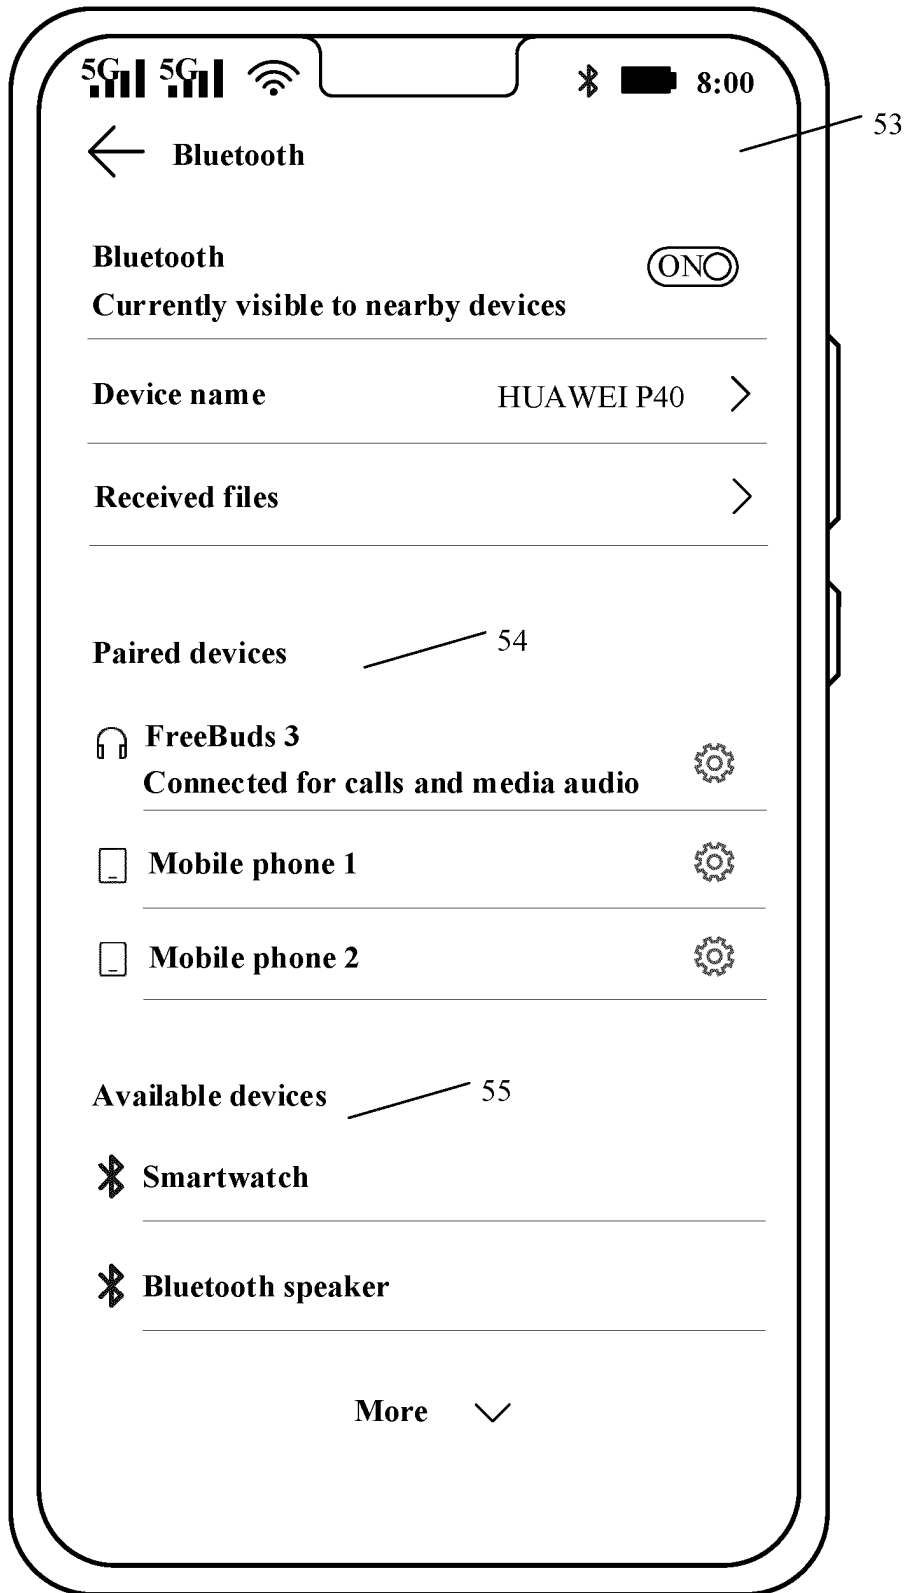 5G 5G 8:00
53
Bluetooth
Bluetooth
ON
Currently visible to nearby devices
Device name HUAWEI P40
Received files
54
Paired devices
FreeBuds 3
Connected for calls and media audio
Mobile phone 1
Mobile phone 2
55
Available devices
Smartwatch
Bluetooth speaker
More